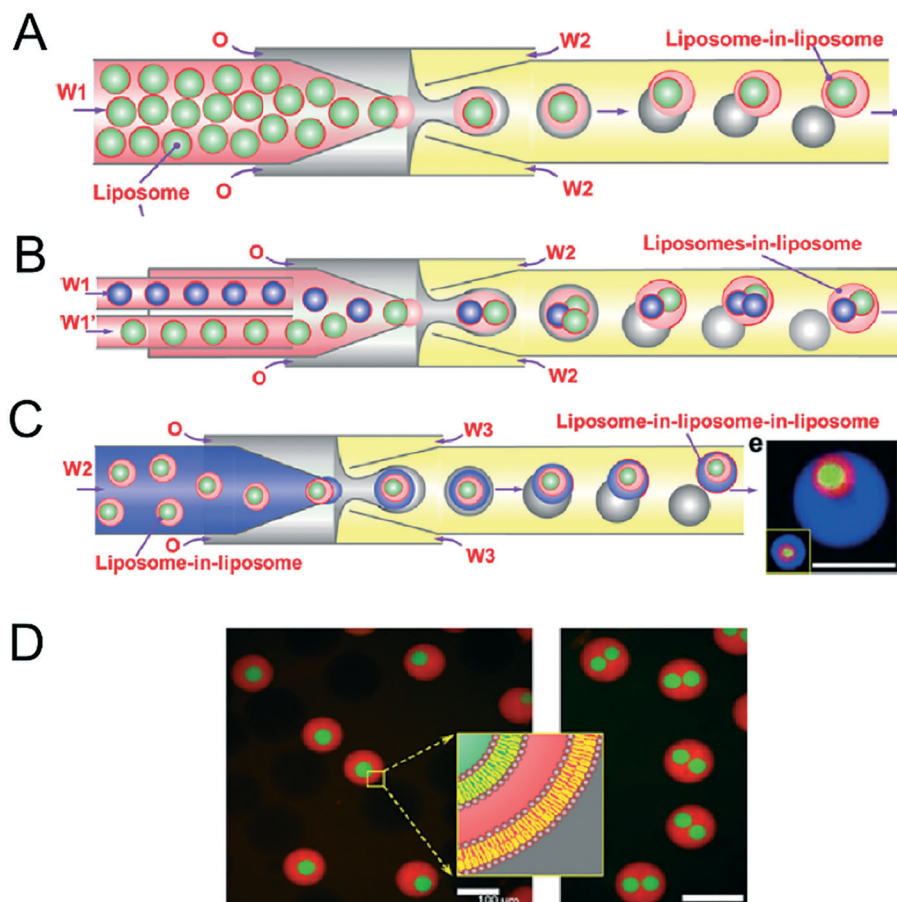 A
O
W2
Liposome-in-liposome
W1
Liposome
O
W2
B
O
W2
Liposomes-in-liposome
W1
W1'
O
W2
C
O
W3
Liposome-in-liposome-in-liposome
e
W2
O
W3
Liposome-in-liposome
D
100 µm